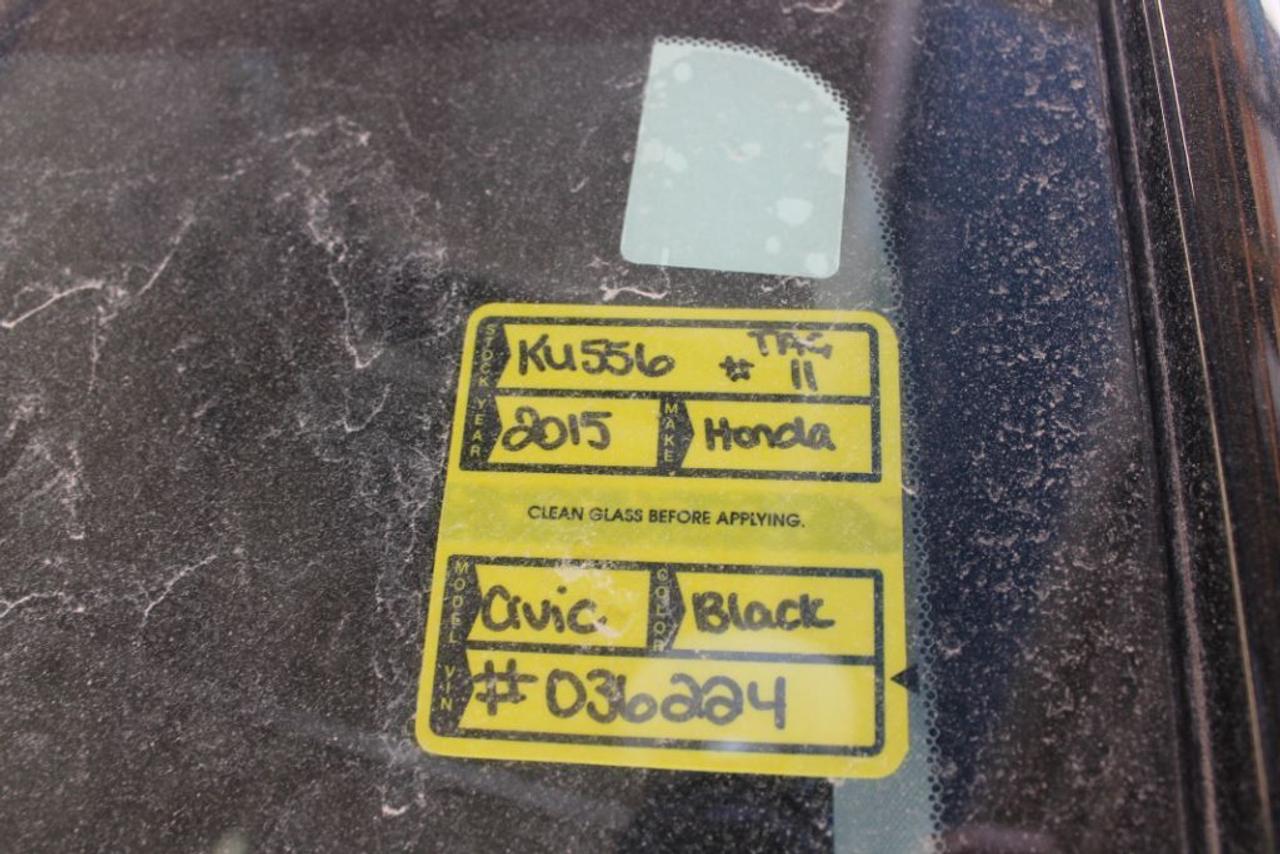 STOCK KU556 # TAG 11
YEAR 2015 MAKE Honda
CLEAN GLASS BEFORE APPLYING.
MODEL Civic COLOR Black
VIN #036224